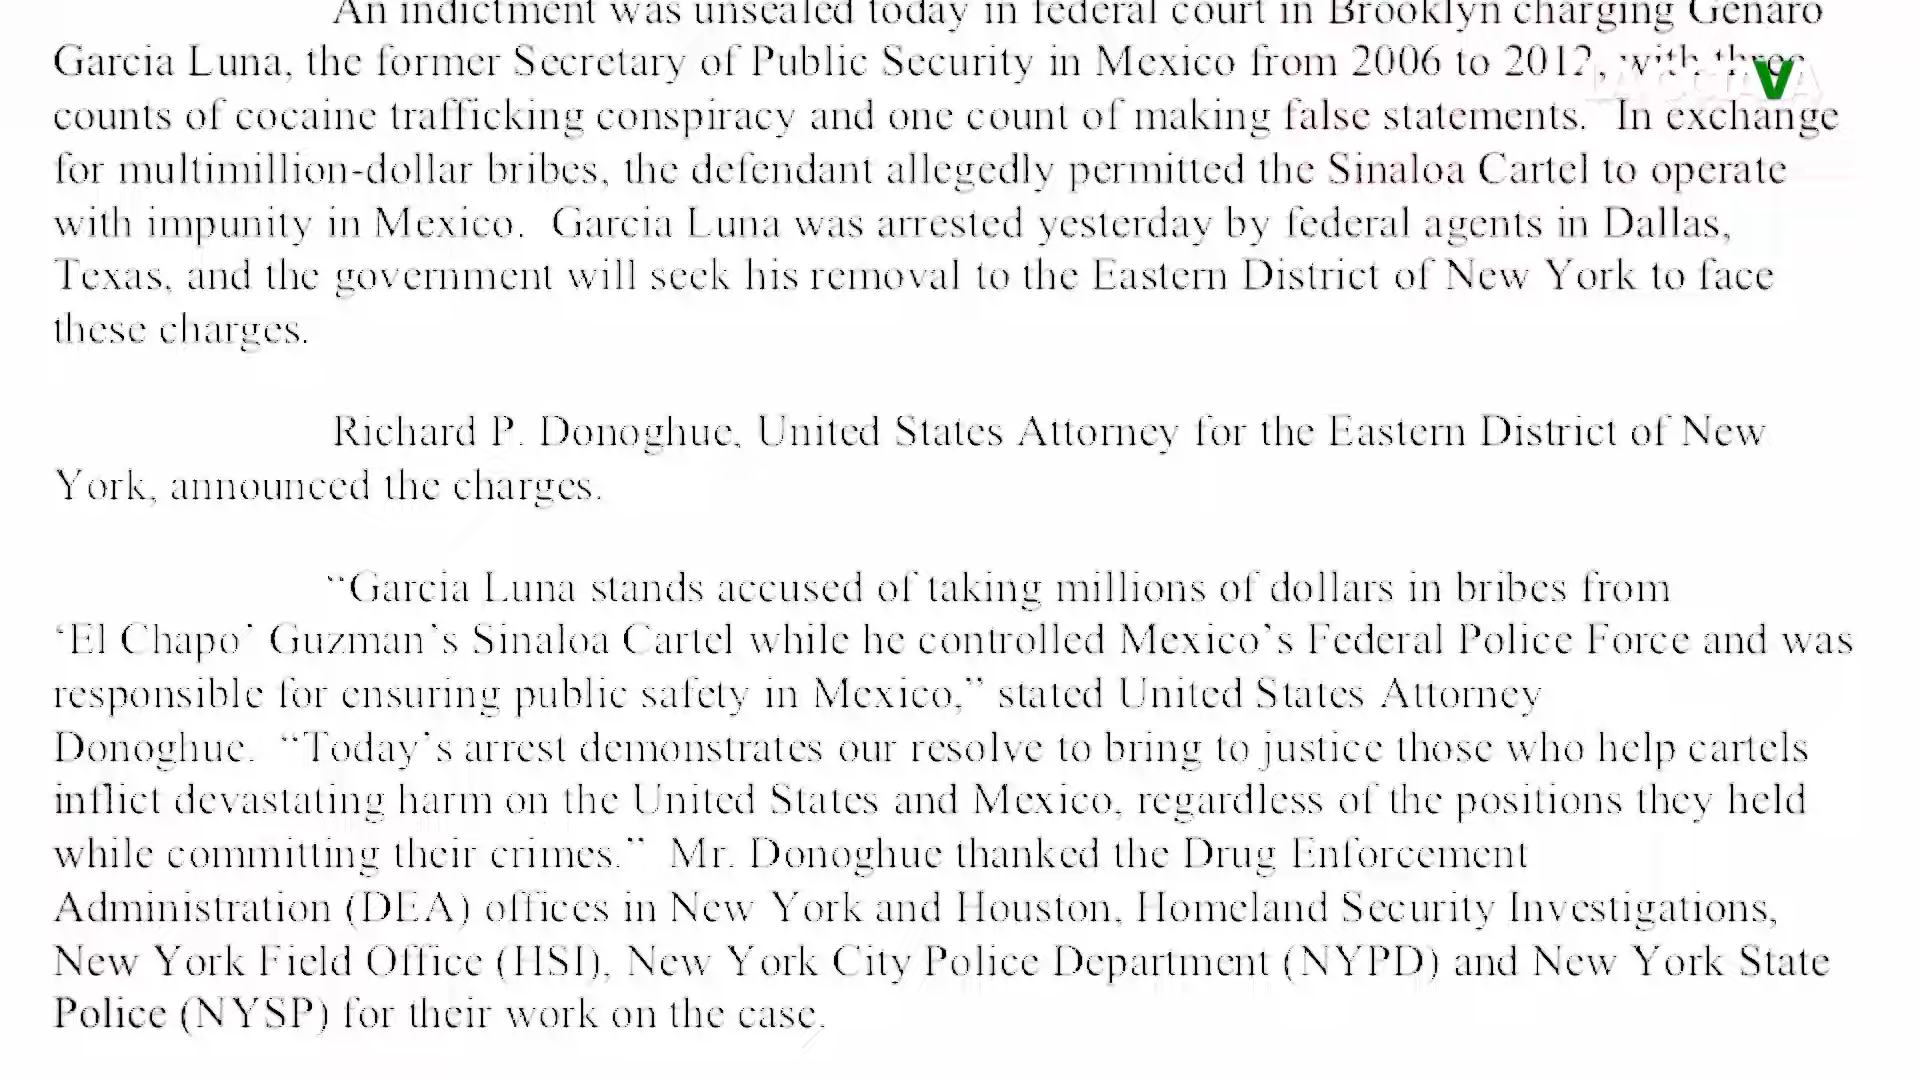 An indictment was unsealed today in federal court in Brooklyn charging Genaro
Garcia Luna, the former Secretary of Public Security in Mexico from 2006 to 2012, with three
counts of cocaine trafficking conspiracy and one count of making false statements.  In exchange
for multimillion-dollar bribes, the defendant allegedly permitted the Sinaloa Cartel to operate
with impunity in Mexico.  Garcia Luna was arrested yesterday by federal agents in Dallas,
Texas, and the government will seek his removal to the Eastern District of New York to face
these charges.
Richard P. Donoghue, United States Attorney for the Eastern District of New
York, announced the charges.
“Garcia Luna stands accused of taking millions of dollars in bribes from
‘El Chapo’ Guzman’s Sinaloa Cartel while he controlled Mexico’s Federal Police Force and was
responsible for ensuring public safety in Mexico,” stated United States Attorney
Donoghue.  “Today’s arrest demonstrates our resolve to bring to justice those who help cartels
inflict devastating harm on the United States and Mexico, regardless of the positions they held
while committing their crimes.”  Mr. Donoghue thanked the Drug Enforcement
Administration (DEA) offices in New York and Houston, Homeland Security Investigations,
New York Field Office (HSI), New York City Police Department (NYPD) and New York State
Police (NYSP) for their work on the case.